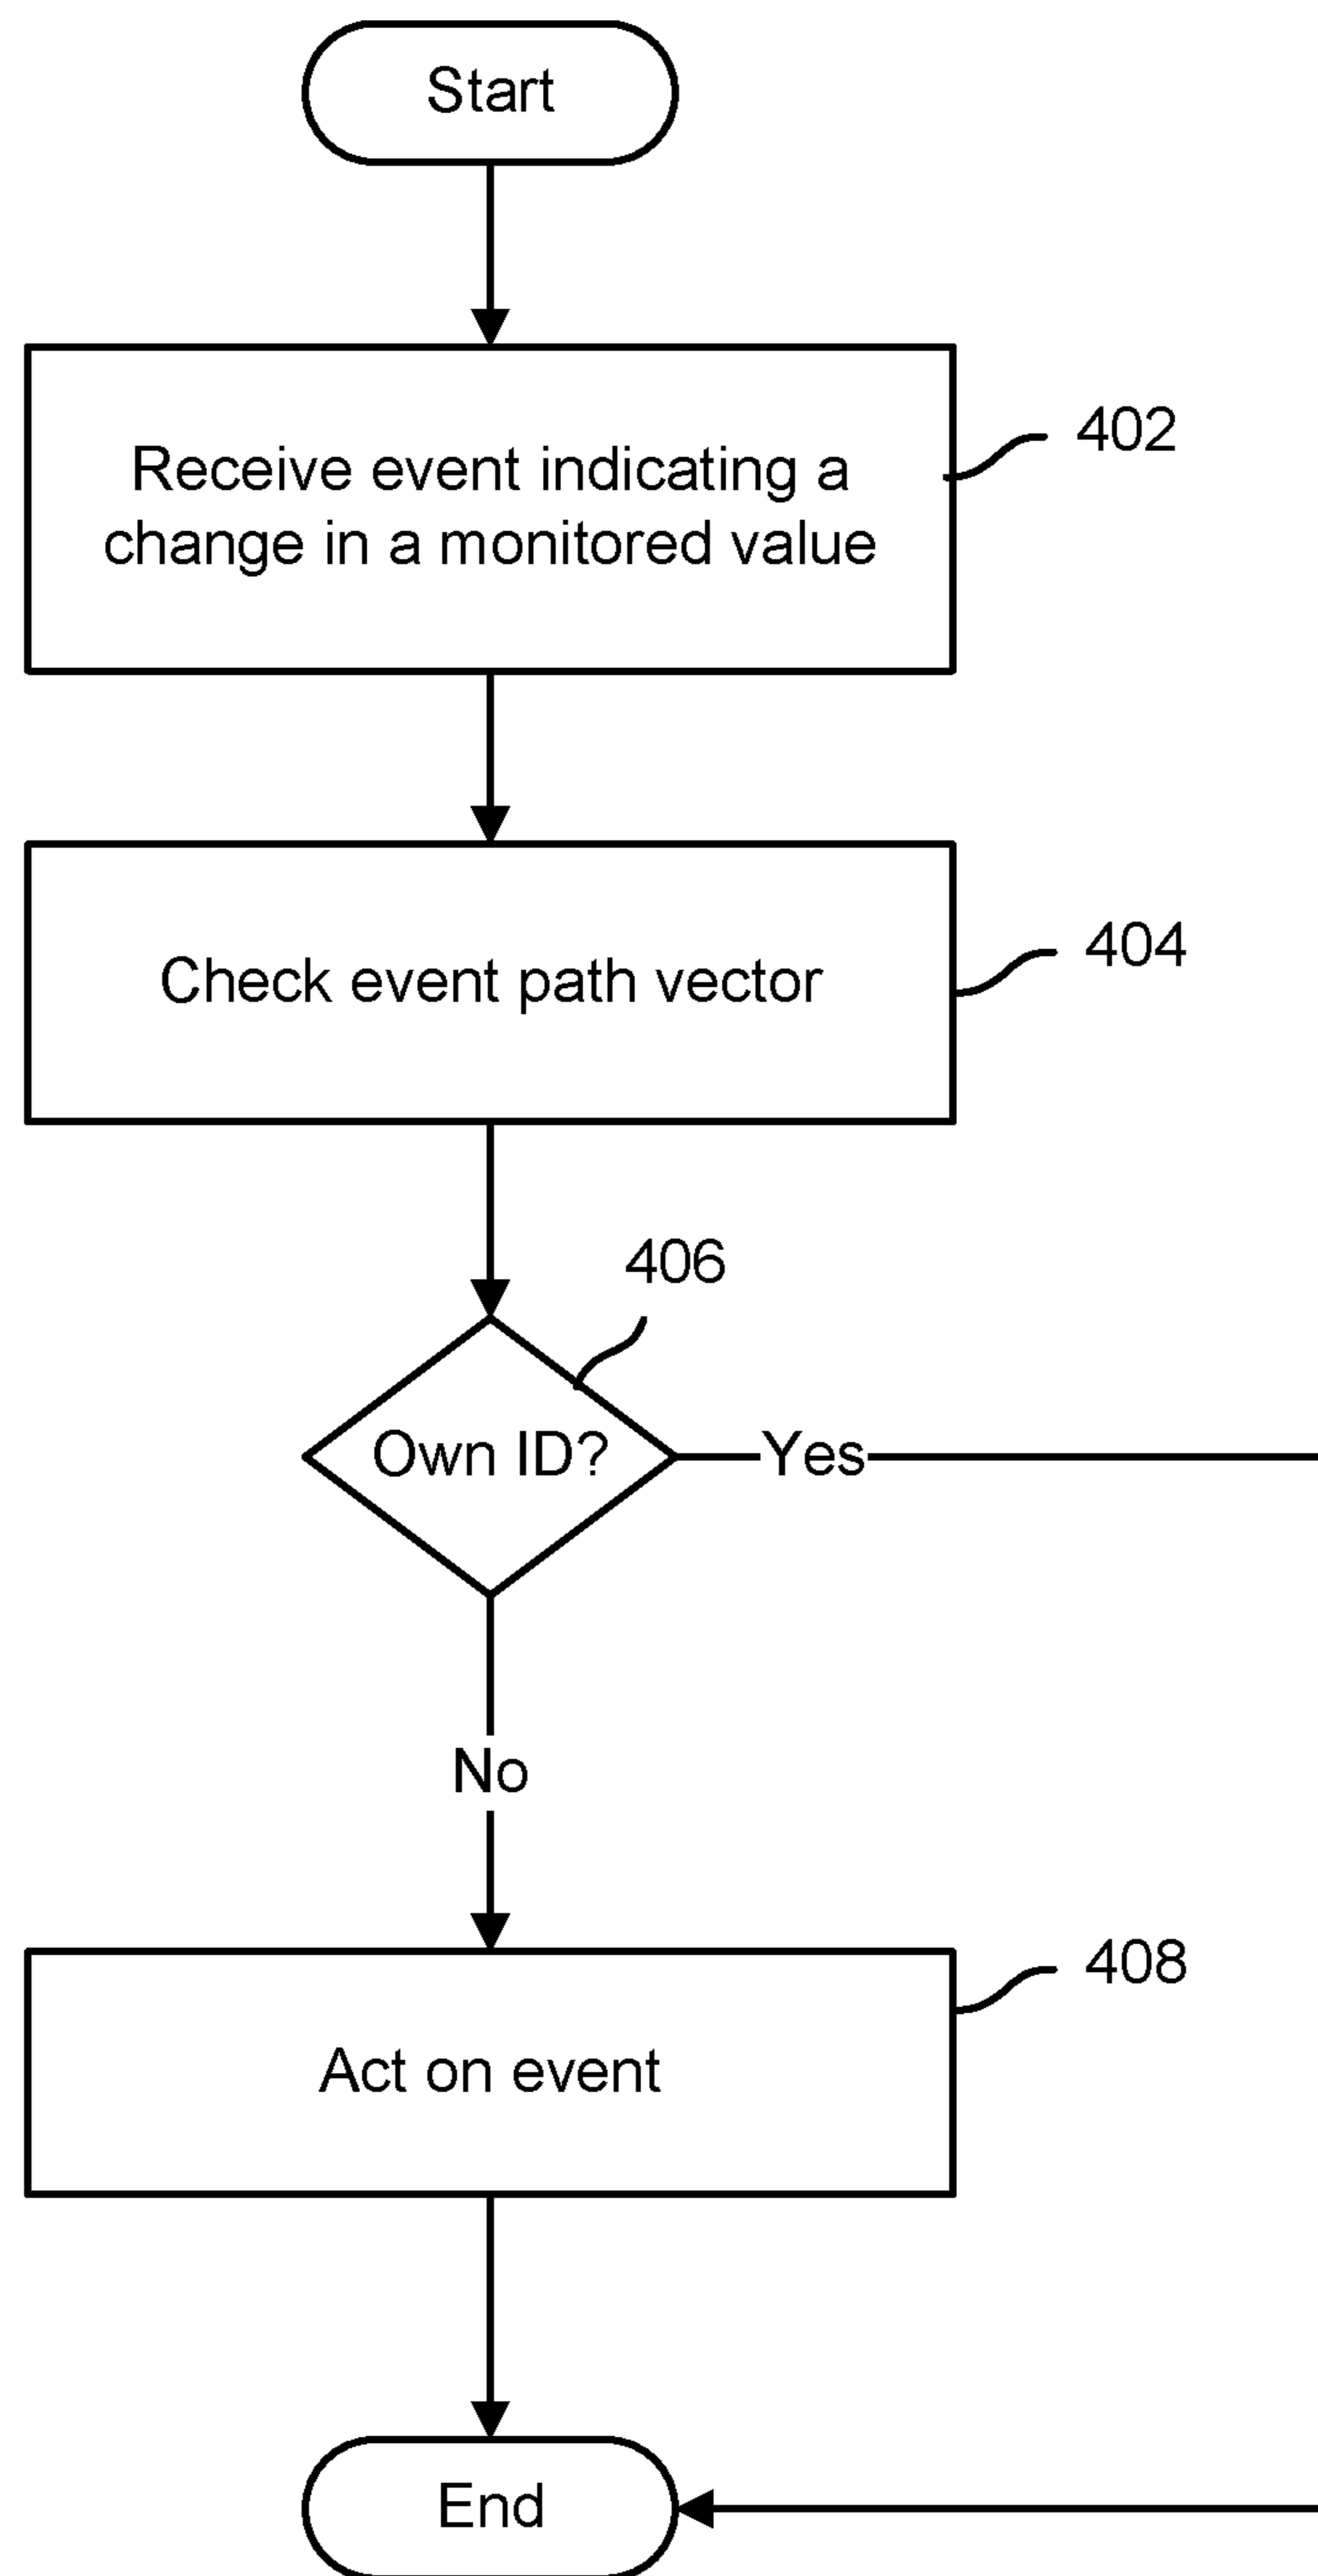 Start
Receive event indicating a
change in a monitored value
402
Check event path vector
404
406
Own ID?
Yes
No
408
Act on event
End